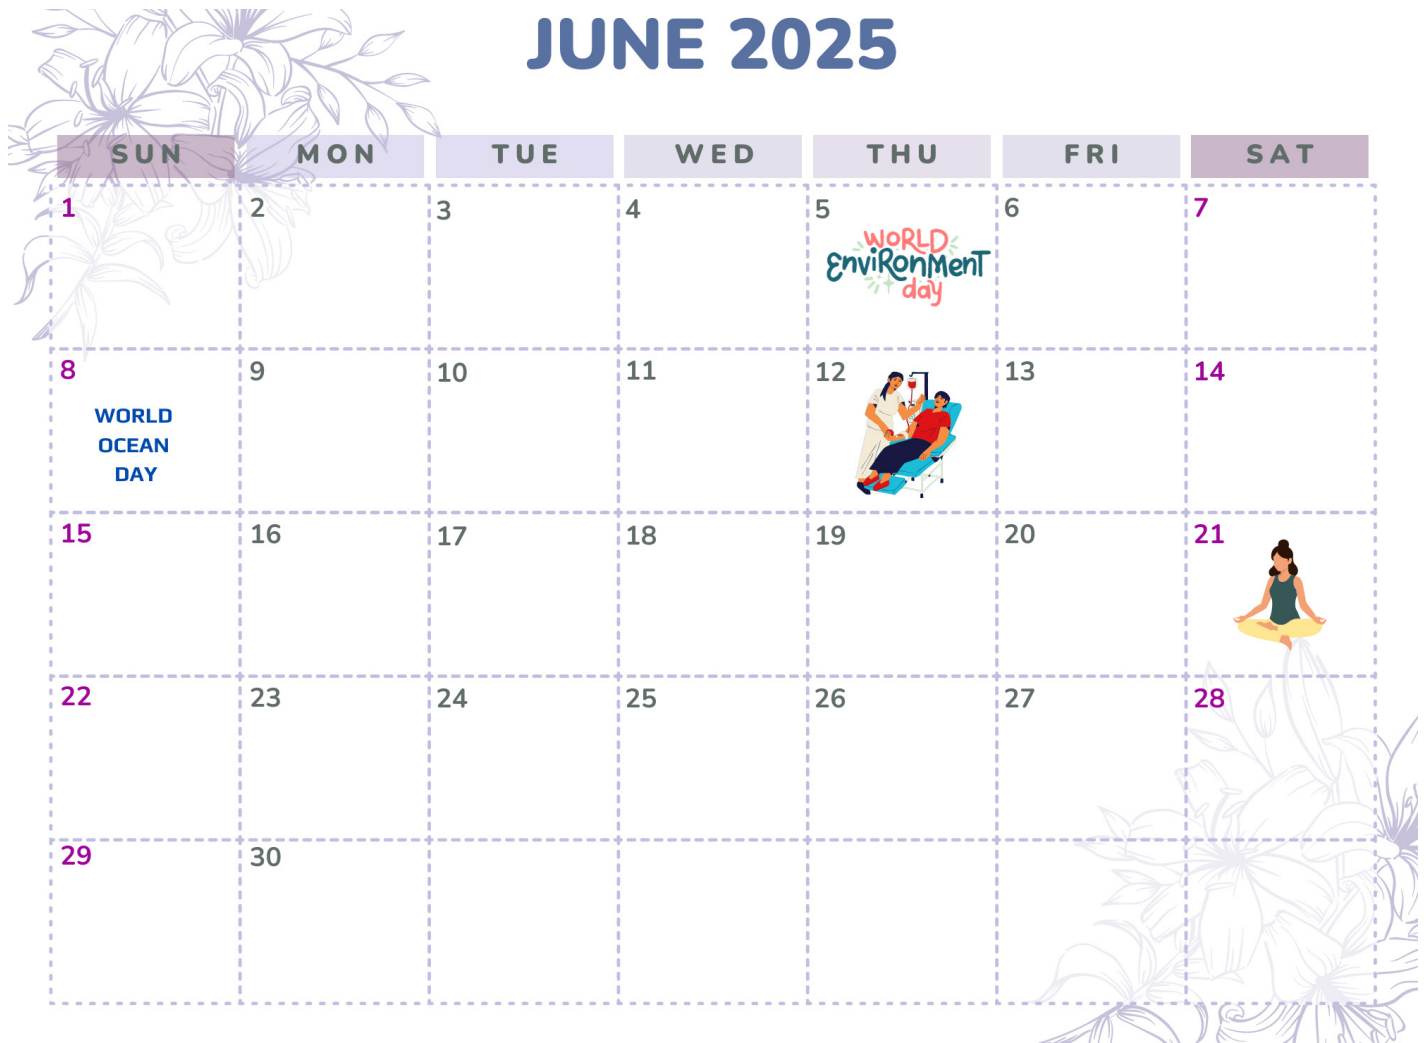 JUNE 2025
SUN MON TUE WED THU FRI SAT
1 2 3 4 5 6 7
WORLD
EnviRonMenT
day
8 9 10 11 12 13 14
WORLD
OCEAN
DAY
15 16 17 18 19 20 21
22 23 24 25 26 27 28
29 30